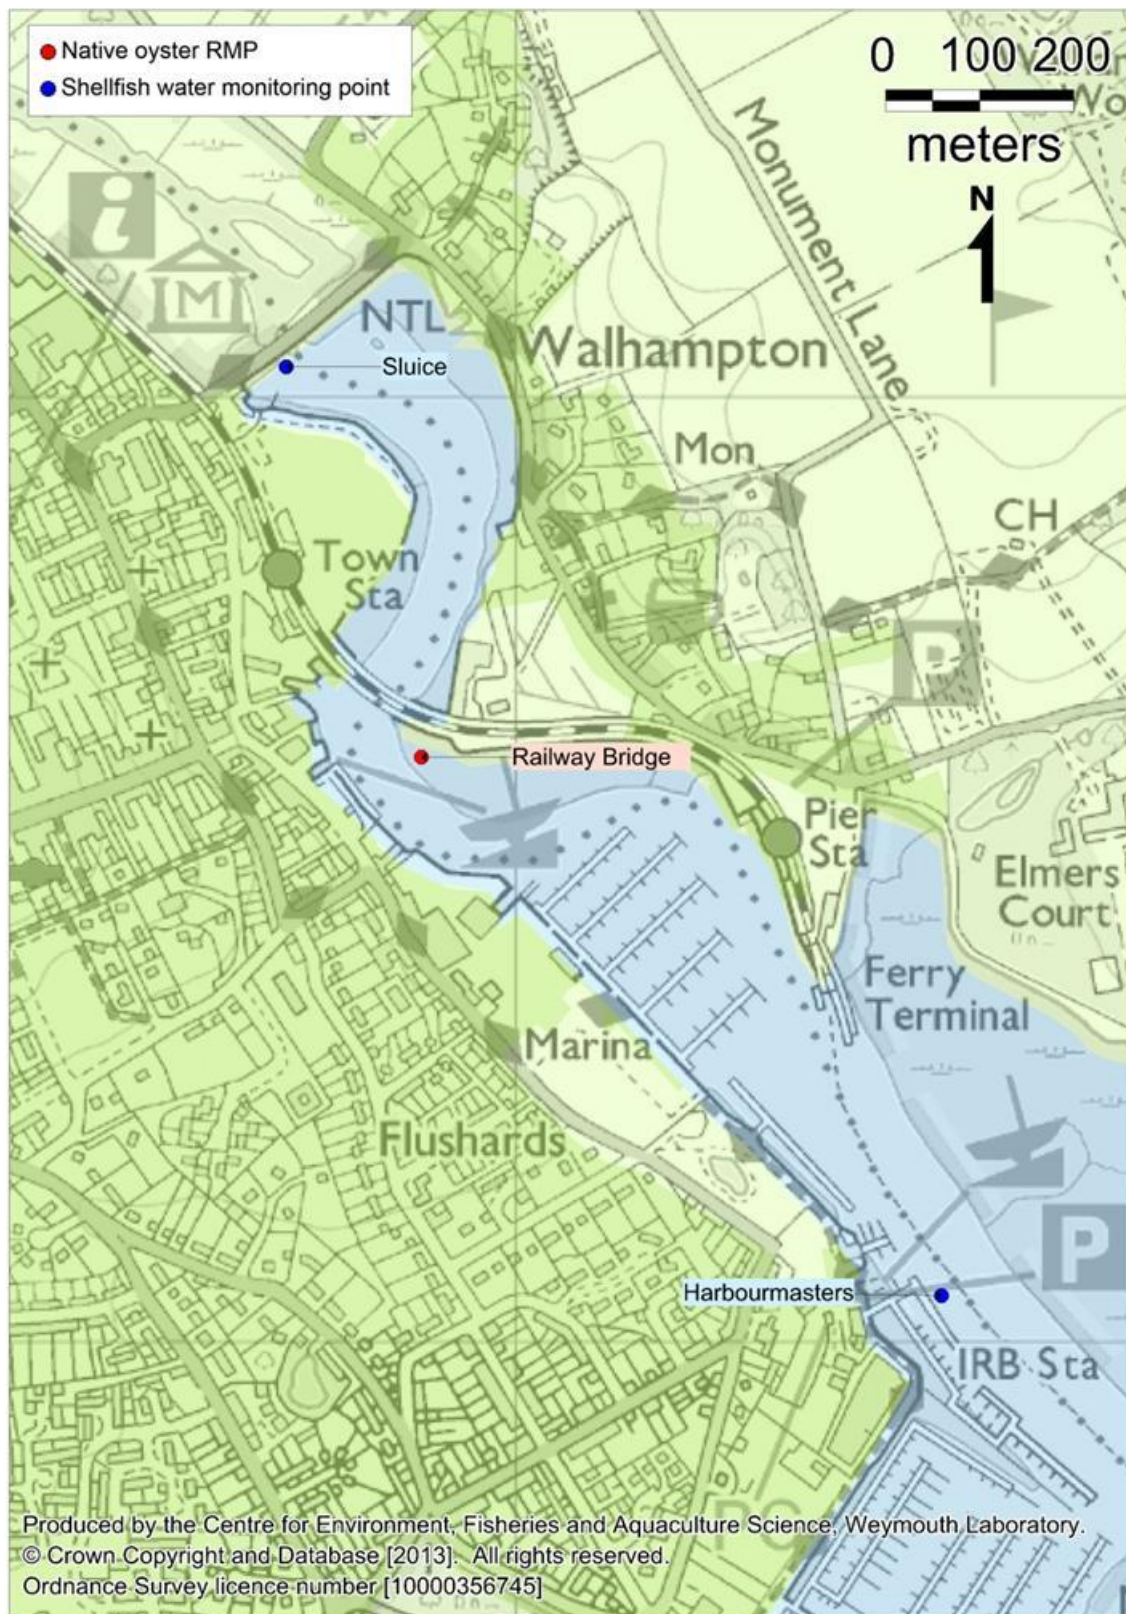 Native oyster RMP
Shellfish water monitoring point
0 100 200
meters
N
i
M
NTL
Sluice
Walhampton
Monument Lane
Mon
CH
Town
Sta
P
Railway Bridge
Pier
Sta
Elmers
Court
Ferry
Terminal
Marina
Flushards
P
Harbourmasters
IRB Sta
PC
Produced by the Centre for Environment, Fisheries and Aquaculture Science, Weymouth Laboratory.
© Crown Copyright and Database [2013]. All rights reserved.
Ordnance Survey licence number [10000356745]